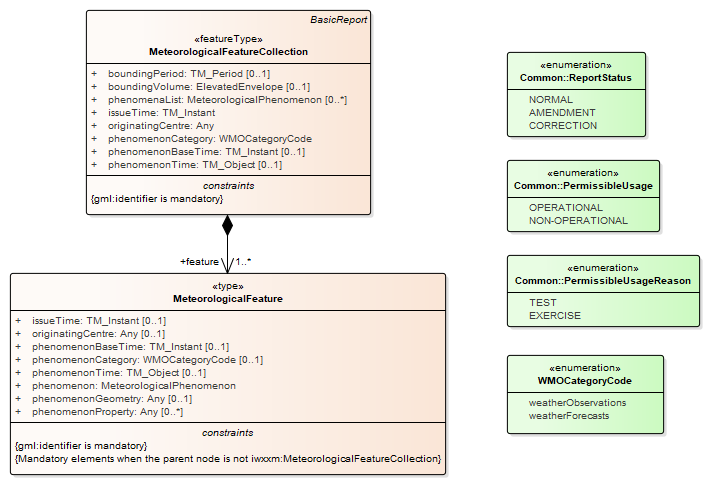 BasicReport
«featureType»
MeteorologicalFeatureCollection
+ boundingPeriod: TM_Period [0..1]
+ boundingVolume: ElevatedEnvelope [0..1]
+ phenomenaList: MeteorologicalPhenomenon [0..*]
+ issueTime: TM_Instant
+ originatingCentre: Any
+ phenomenonCategory: WMOCategoryCode
+ phenomenonBaseTime: TM_Instant [0..1]
+ phenomenonTime: TM_Object [0..1]
constraints
{gml:identifier is mandatory}
+feature
1..*
«type»
MeteorologicalFeature
+ issueTime: TM_Instant [0..1]
+ originatingCentre: Any [0..1]
+ phenomenonBaseTime: TM_Instant [0..1]
+ phenomenonCategory: WMOCategoryCode [0..1]
+ phenomenonTime: TM_Object [0..1]
+ phenomenon: MeteorologicalPhenomenon
+ phenomenonGeometry: Any [0..1]
+ phenomenonProperty: Any [0..*]
constraints
{gml:identifier is mandatory}
{Mandatory elements when the parent node is not iwxxm:MeteorologicalFeatureCollection}
«enumeration»
Common::ReportStatus
NORMAL
AMENDMENT
CORRECTION
«enumeration»
Common::PermissibleUsage
OPERATIONAL
NON-OPERATIONAL
«enumeration»
Common::PermissibleUsageReason
TEST
EXERCISE
«enumeration»
WMOCategoryCode
weatherObservations
weatherForecasts